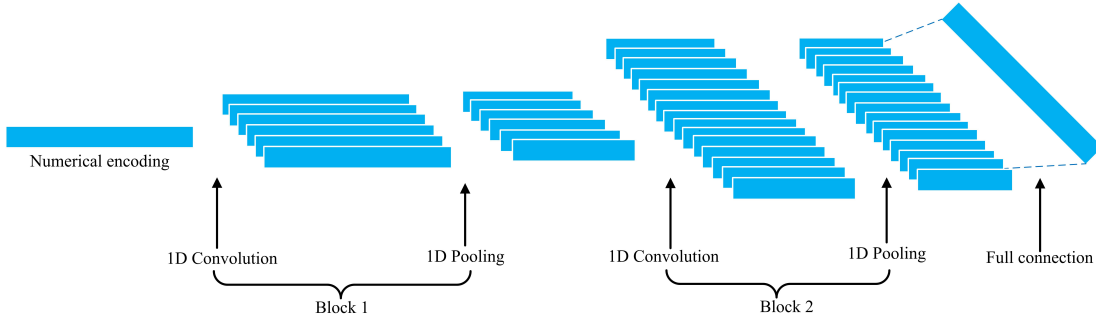 Numerical encoding
1D Convolution
1D Pooling
1D Convolution
1D Pooling
Full connection
Block 1
Block 2